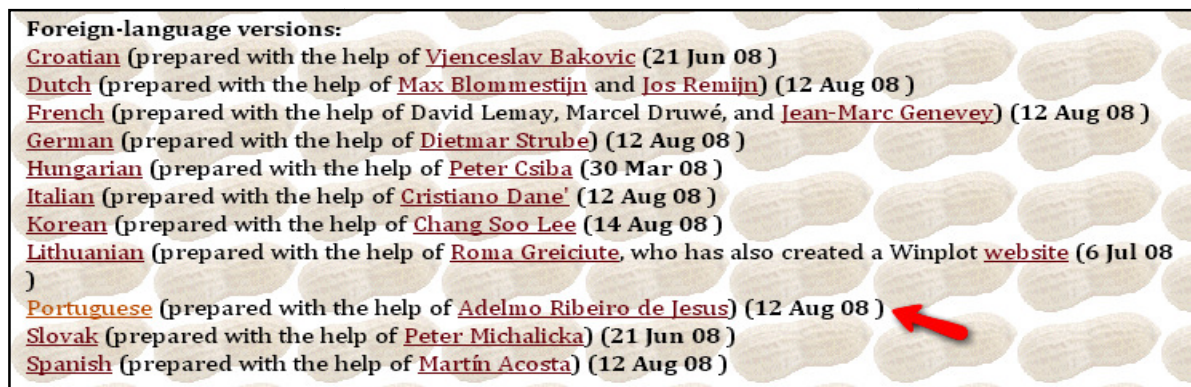 Foreign-language versions:
Croatian (prepared with the help of Vjenceslav Bakovic (21 Jun 08 )
Dutch (prepared with the help of Max Blommestijn and Jos Remijn) (12 Aug 08 )
French (prepared with the help of David Lemay, Marcel Druwé, and Jean-Marc Genevey) (12 Aug 08 )
German (prepared with the help of Dietmar Strube) (12 Aug 08 )
Hungarian (prepared with the help of Peter Csiba (30 Mar 08 )
Italian (prepared with the help of Cristiano Dane' (12 Aug 08 )
Korean (prepared with the help of Chang Soo Lee (14 Aug 08 )
Lithuanian (prepared with the help of Roma Greiciute, who has also created a Winplot website (6 Jul 08
)
Portuguese (prepared with the help of Adelmo Ribeiro de Jesus) (12 Aug 08 )
Slovak (prepared with the help of Peter Michalicka) (21 Jun 08 )
Spanish (prepared with the help of Martín Acosta) (12 Aug 08 )